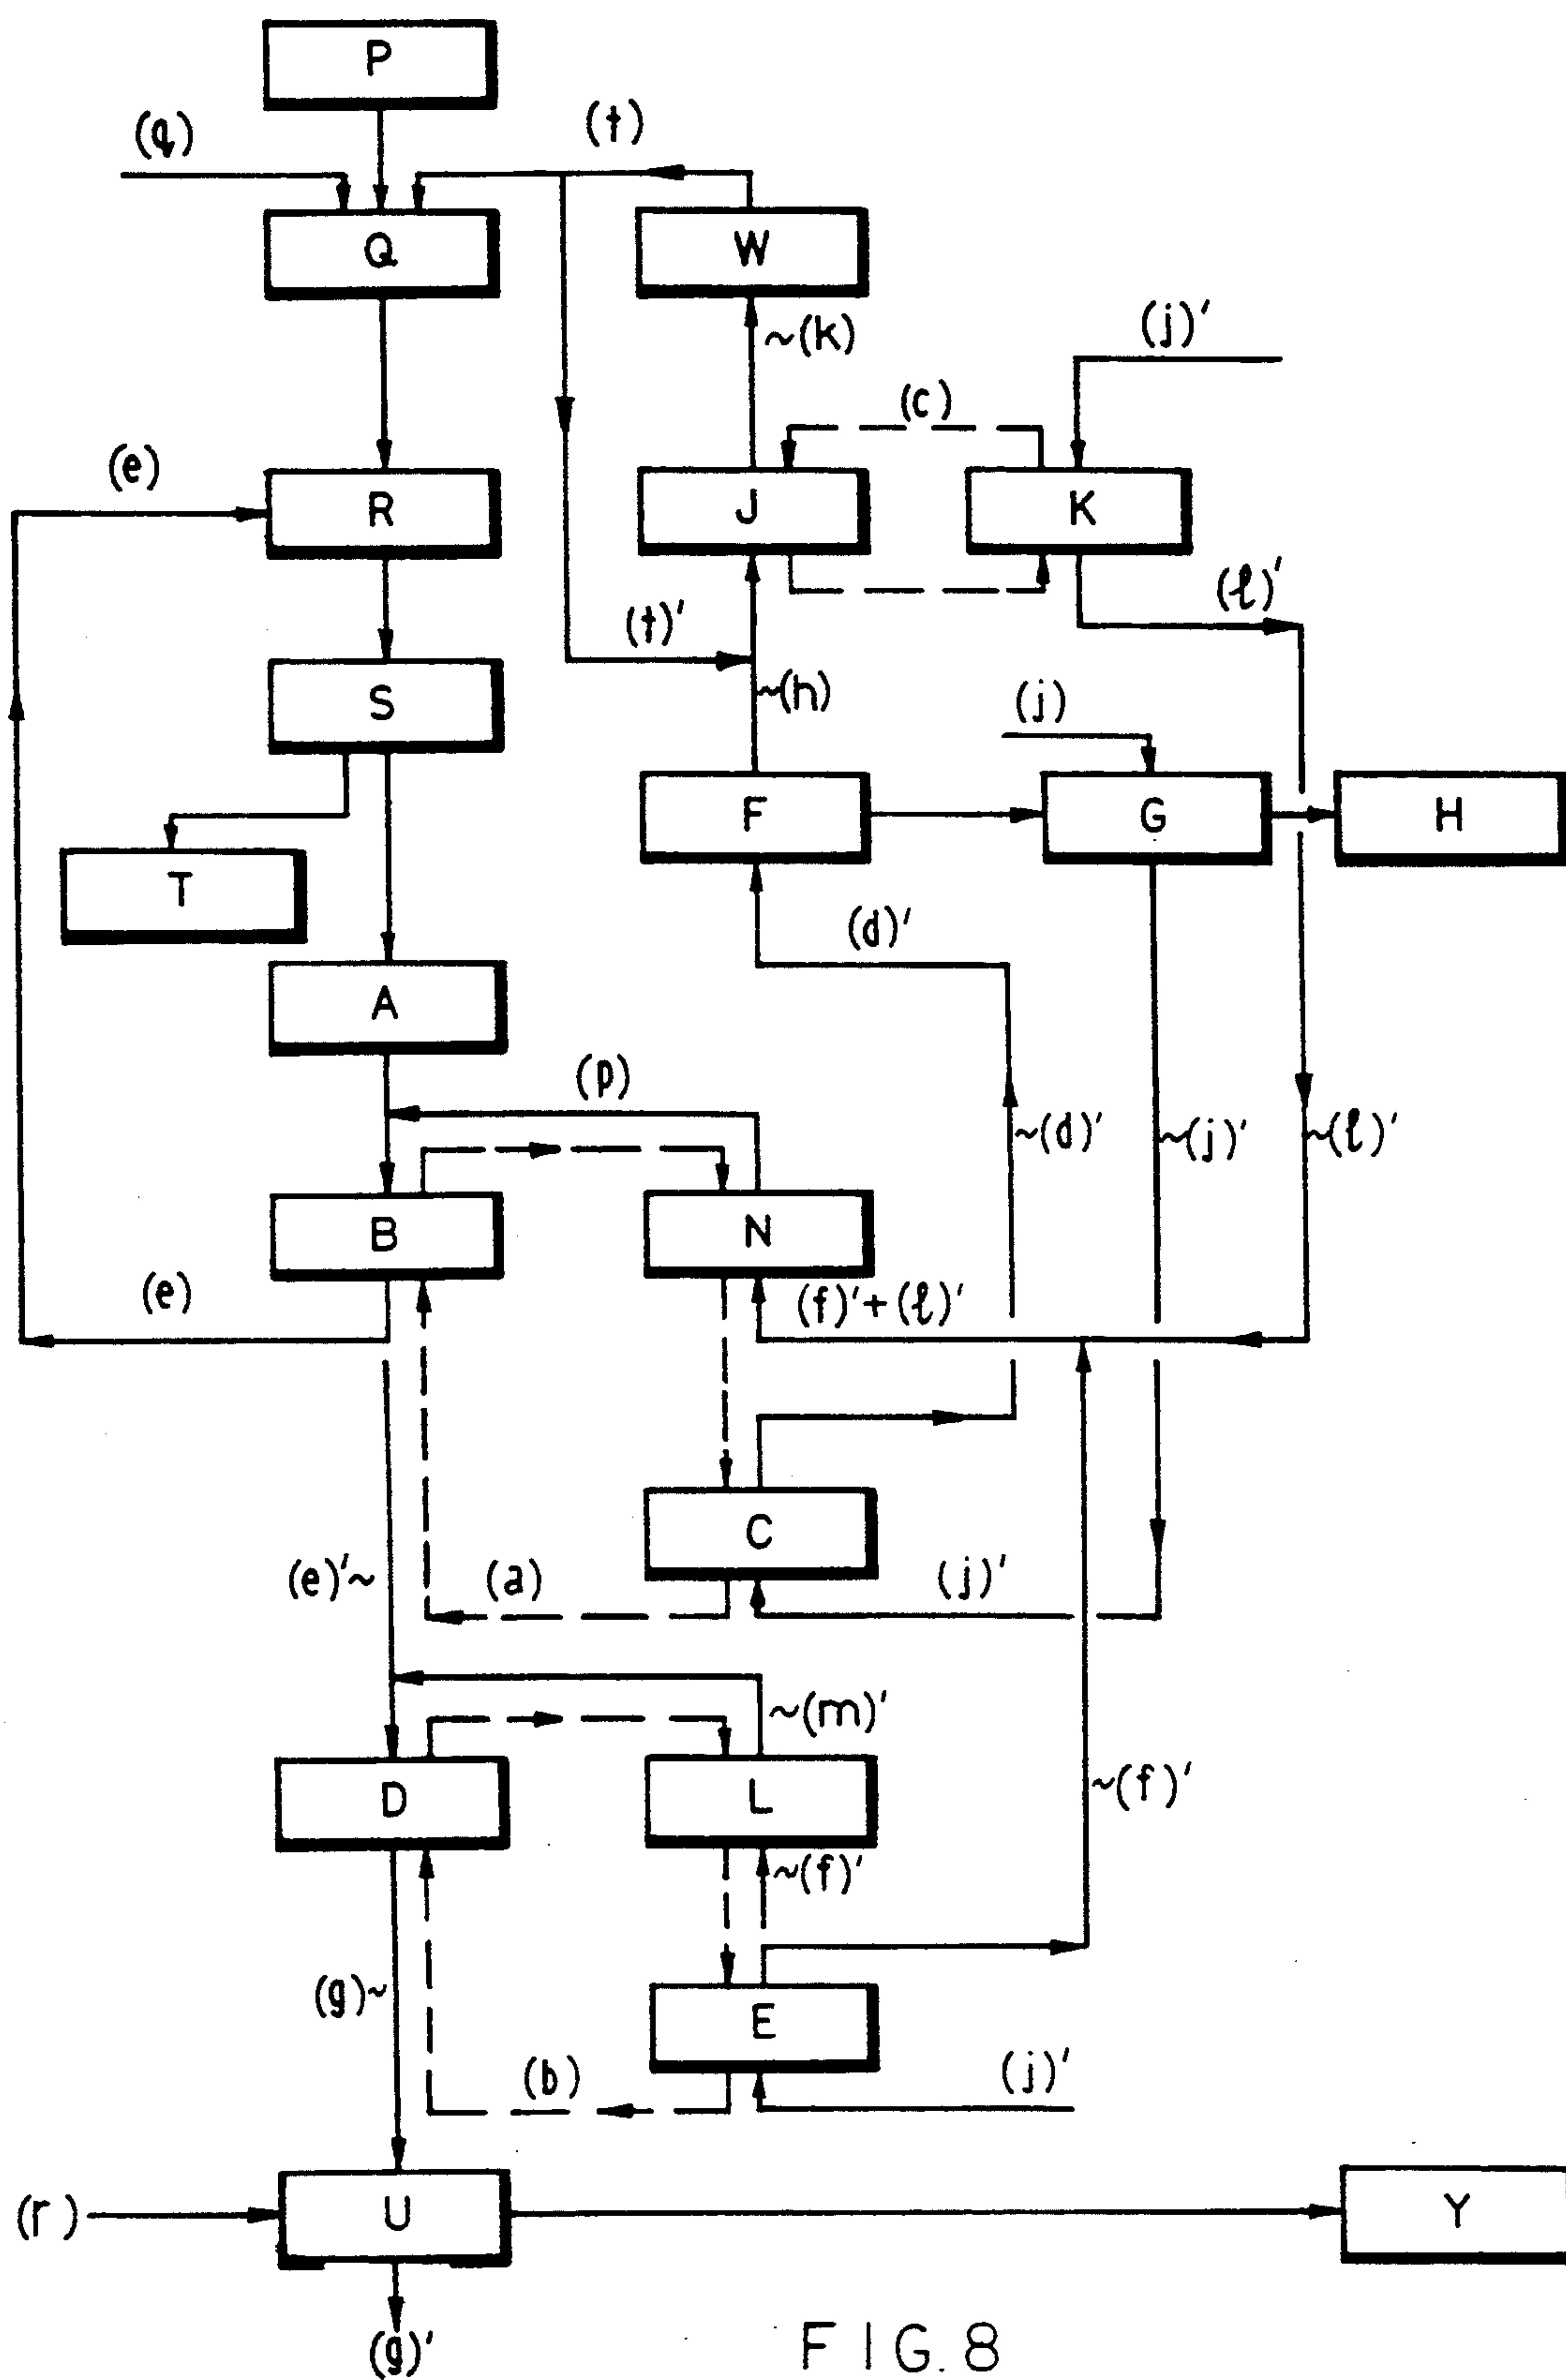 P
(q)
(t)
Q
W
~(k)
(j)'
(c)
(e)
R
J
K
(ℓ)'
(t)'
~(h)
S
(j)
F
G
H
T
(d)'
A
(p)
~(d)'
~(j)'
~(ℓ)'
B
N
(e)
(f)'+(ℓ)'
C
(e)'~
(a)
(j)'
~(m)'
D
L
~(f)'
~(f)'
(g)~
E
(b)
(j)'
(r)
U
Y
(g)'
FIG.8